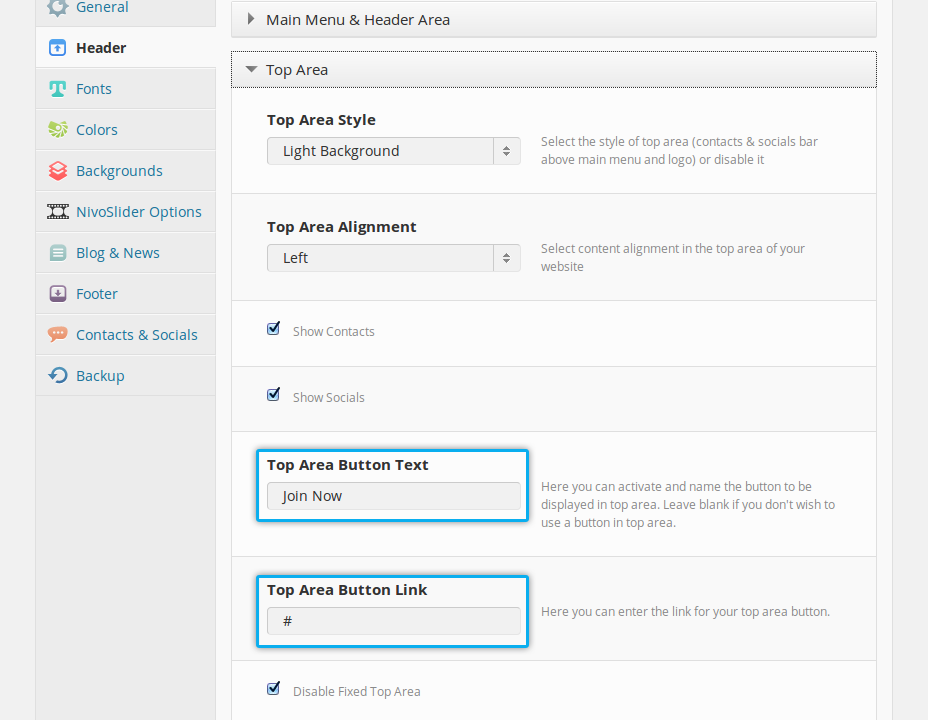 General
Header
Fonts
Colors
Backgrounds
NivoSlider Options
Blog & News
Footer
Contacts & Socials
Backup
Main Menu & Header Area
Top Area
Top Area Style
Light Background
Select the style of top area (contacts & socials bar
above main menu and logo) or disable it
Top Area Alignment
Left
Select content alignment in the top area of your
website
Show Contacts
Show Socials
Top Area Button Text
Join Now
Here you can activate and name the button to be
displayed in top area. Leave blank if you don't wish to
use a button in top area.
Top Area Button Link
#
Here you can enter the link for your top area button.
Disable Fixed Top Area